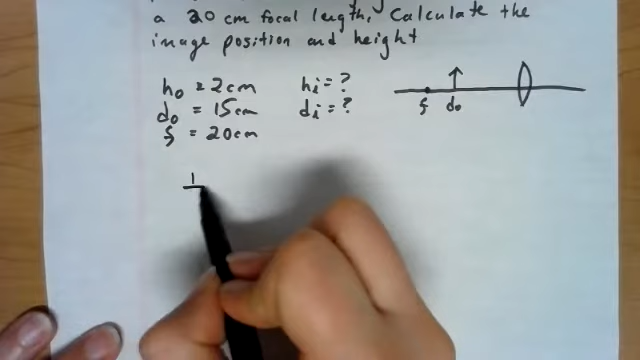 a 20 cm focal length, Calculate the
image position and height
ho = 2cm
hi = ?
do = 15cm
di = ?
f = 20cm
f do
1